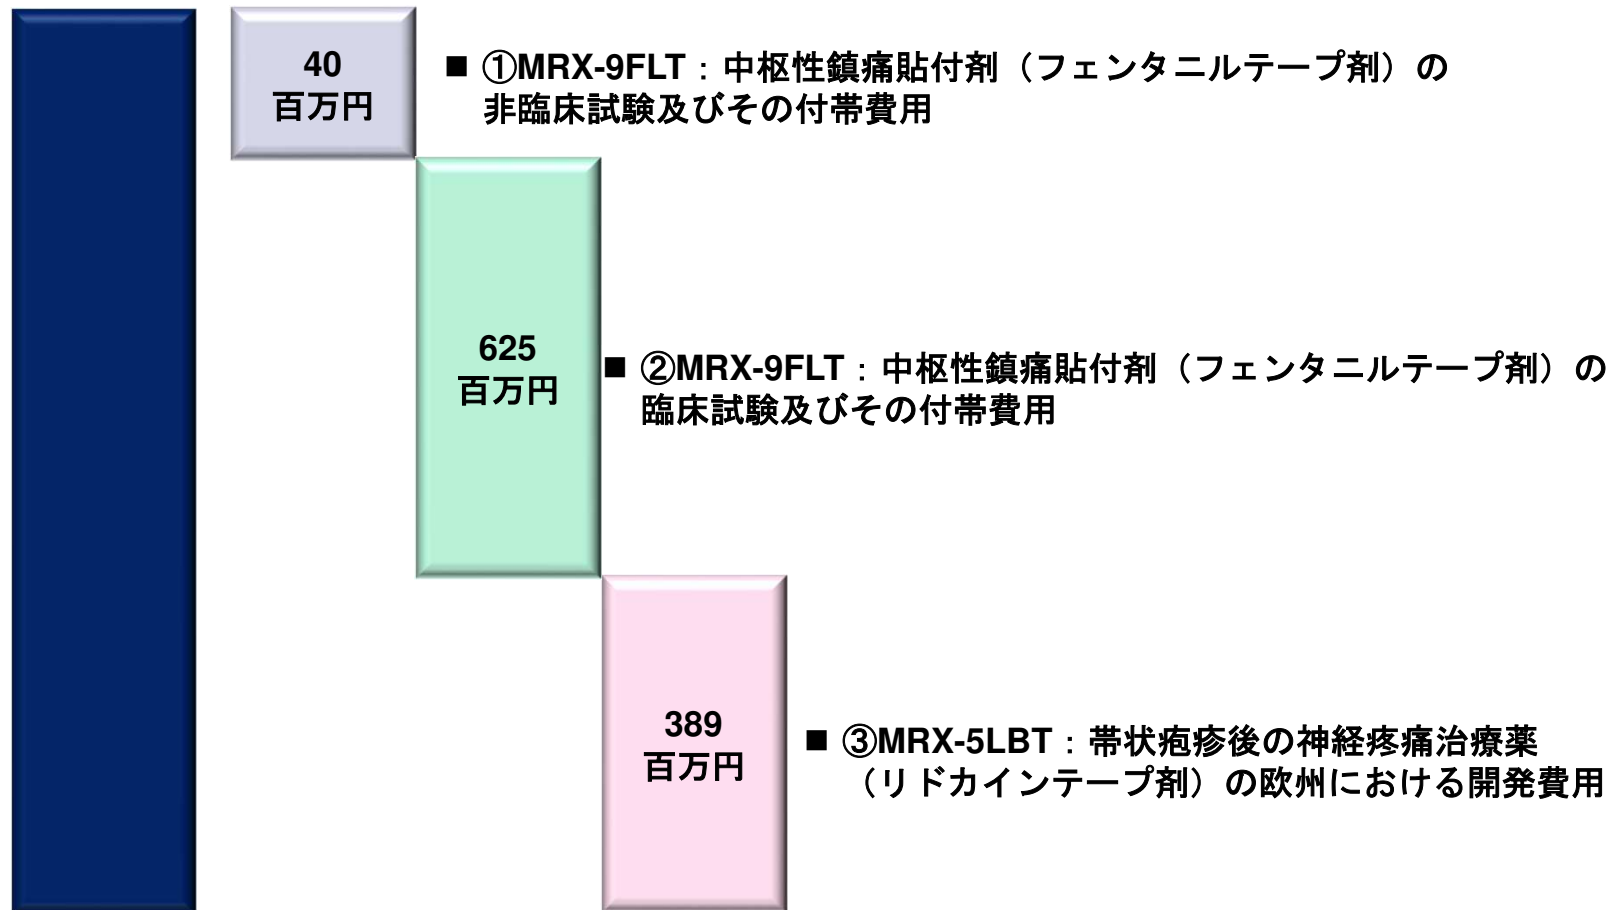 40
百万円
■ ①MRX-9FLT：中枢性鎮痛貼付剤（フェンタニルテープ剤）の
非臨床試験及びその付帯費用
625
百万円
■ ②MRX-9FLT：中枢性鎮痛貼付剤（フェンタニルテープ剤）の
臨床試験及びその付帯費用
389
百万円
■ ③MRX-5LBT：帯状疱疹後の神経疼痛治療薬
（リドカインテープ剤）の欧州における開発費用